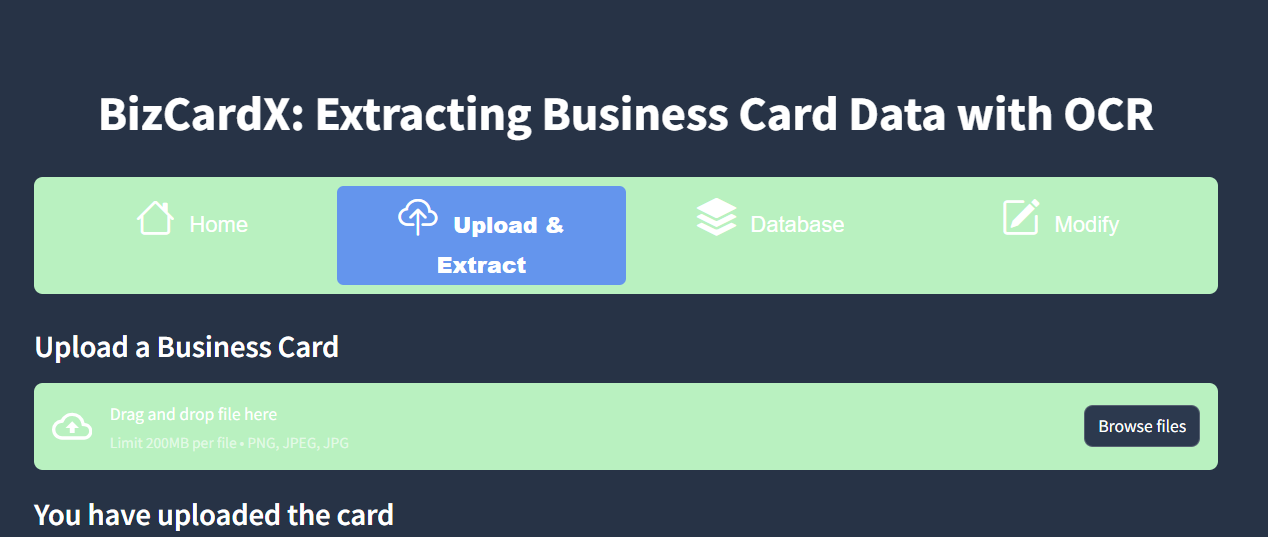 BizCardX: Extracting Business Card Data with OCR
Home
Upload &
Extract
Database
Modify
Upload a Business Card
Drag and drop file here
Limit 200MB per file • PNG, JPEG, JPG
Browse files
You have uploaded the card